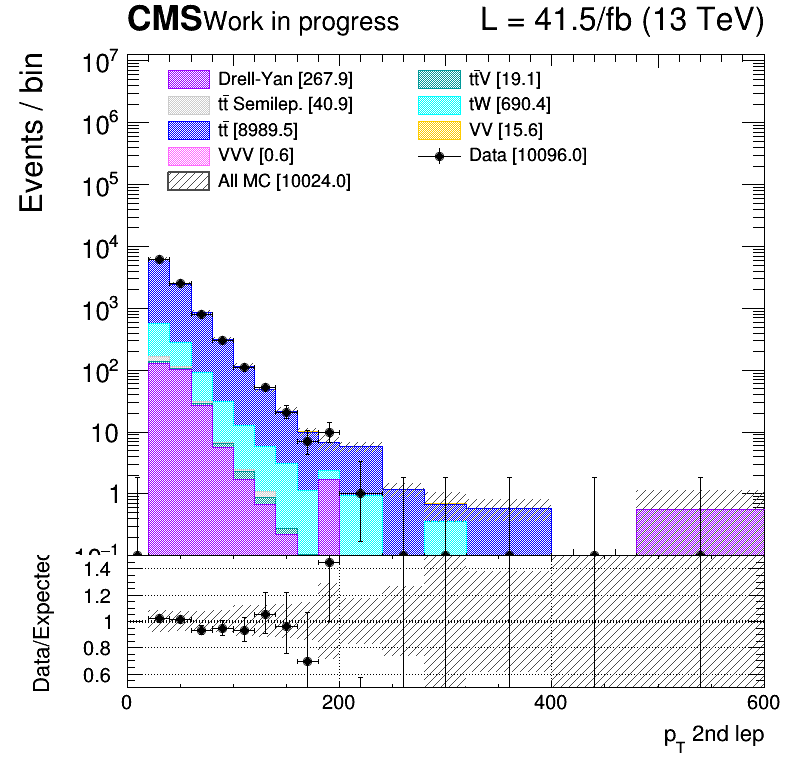 CMS Work in progress L = 41.5/fb (13 TeV)
Events / bin
10⁷
10⁶
10⁵
10⁴
10³
10²
10
1
10⁻¹
Drell-Yan [267.9]
tt̄ Semilep. [40.9]
tt̄ [8989.5]
VVV [0.6]
All MC [10024.0]
tt̄V [19.1]
tW [690.4]
VV [15.6]
Data [10096.0]
Data/Expected
1.4
1.2
1
0.8
0.6
0 200 400 600
p_T 2nd lep